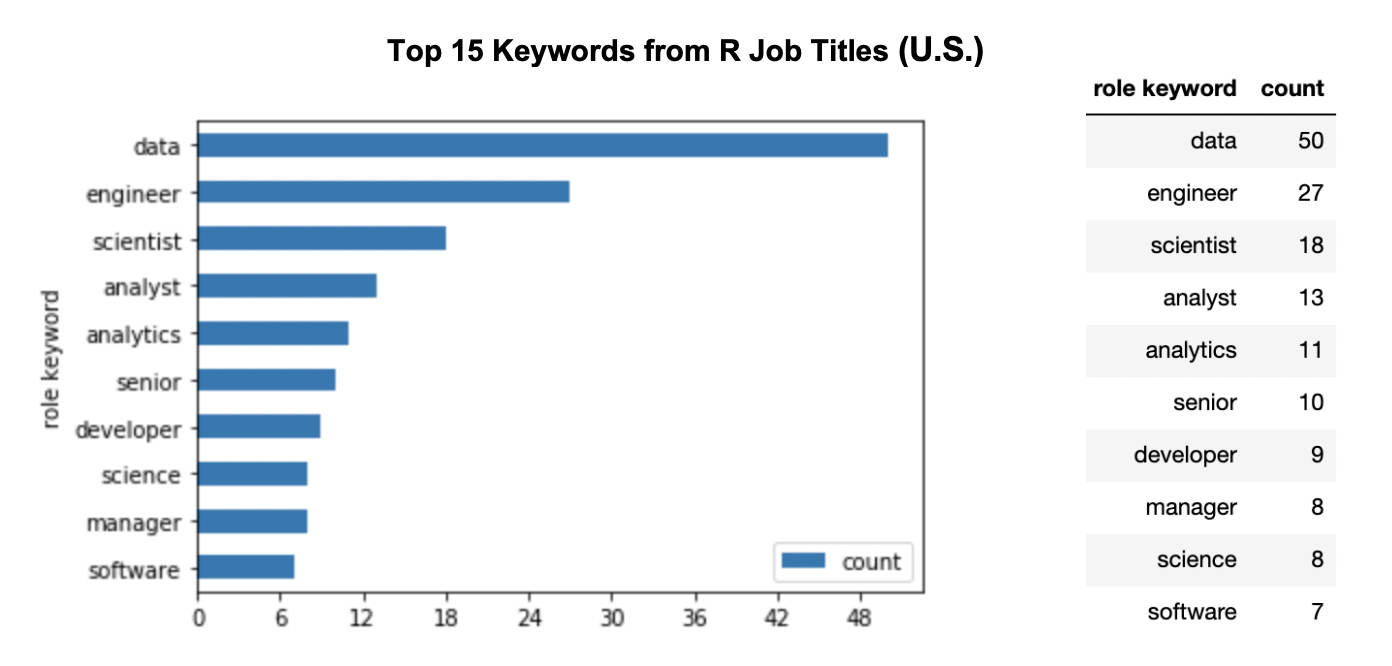 Top 15 Keywords from R Job Titles (U.S.)
role keyword
data
engineer
scientist
analyst
analytics
senior
developer
science
manager
software
0 6 12 18 24 30 36 42 48
count
role keyword count
data 50
engineer 27
scientist 18
analyst 13
analytics 11
senior 10
developer 9
manager 8
science 8
software 7